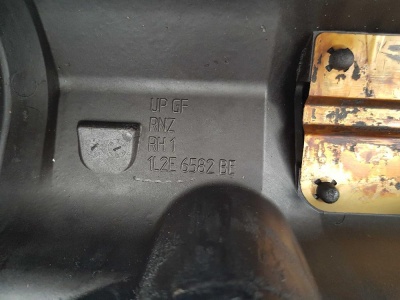 UP GF
RNZ
RH 1
1L2E 6582 BE